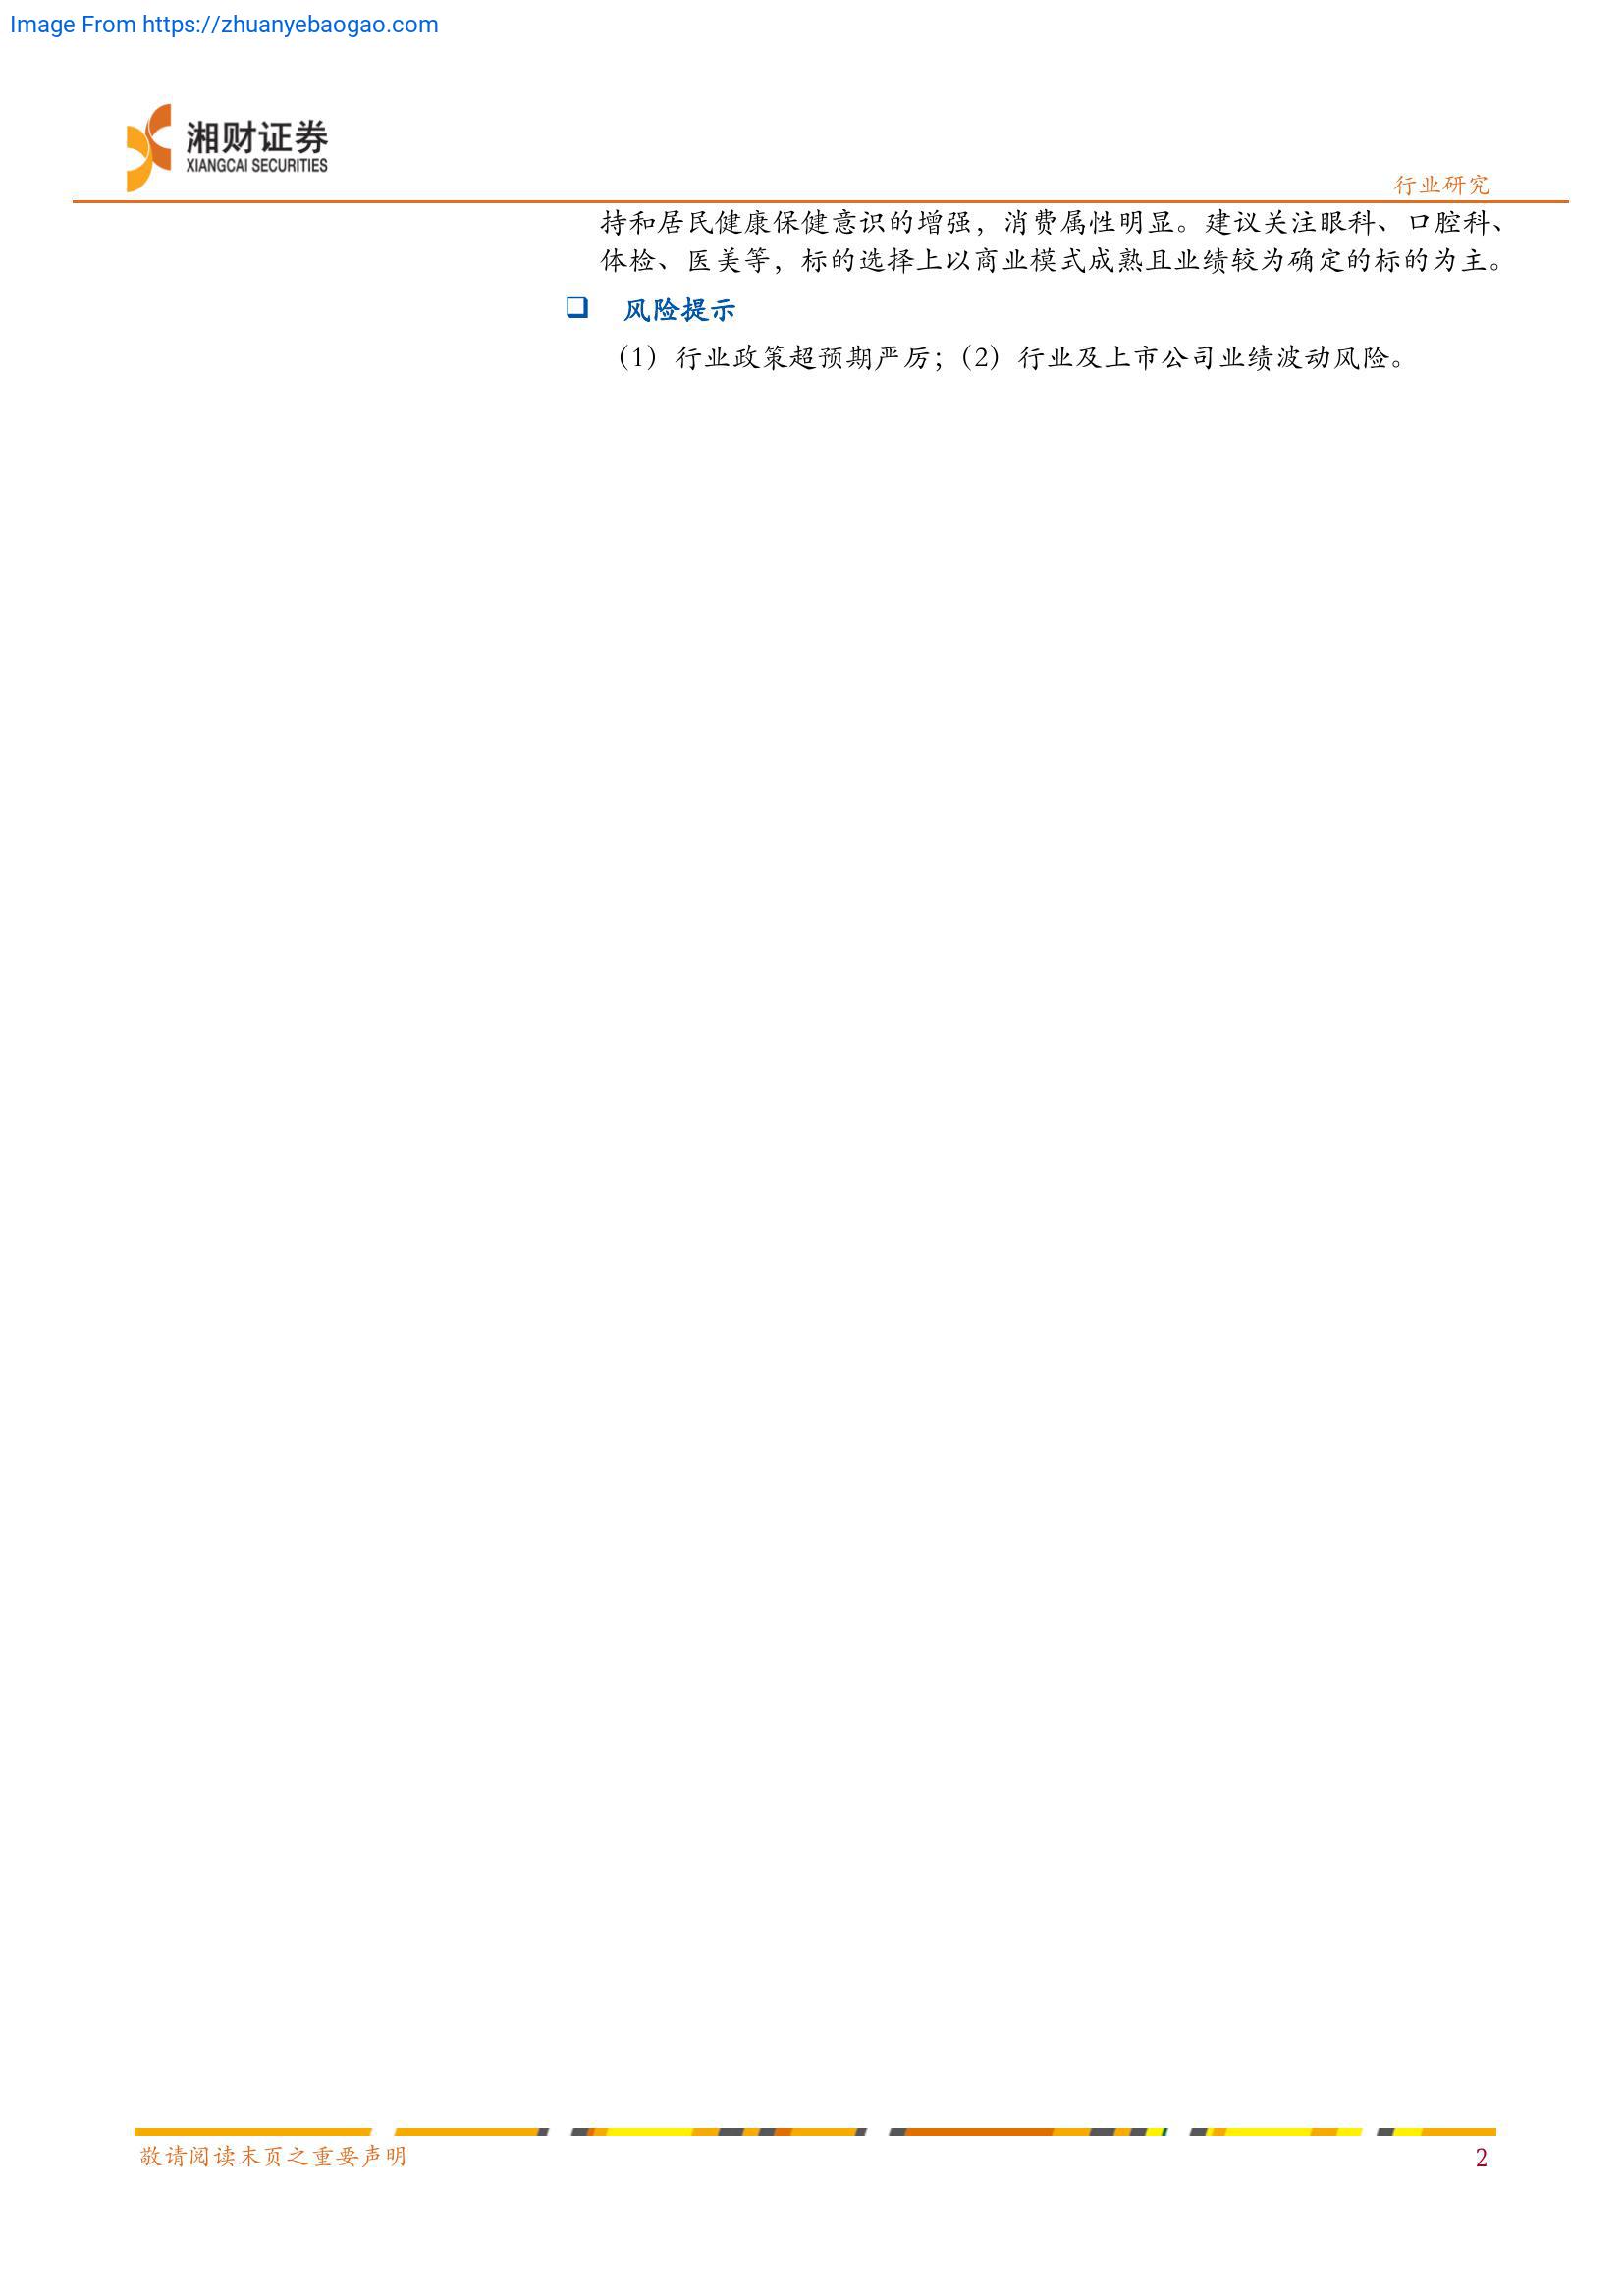 Image From https://zhuanyebaogao.com
湘财证券
XIANGCAI SECURITIES
行业研究
持和居民健康保健意识的增强，消费属性明显。建议关注眼科、口腔科、
体检、医美等，标的选择上以商业模式成熟且业绩较为确定的标的为主。
❑ 风险提示
（1）行业政策超预期严厉；（2）行业及上市公司业绩波动风险。
敬请阅读末页之重要声明
2